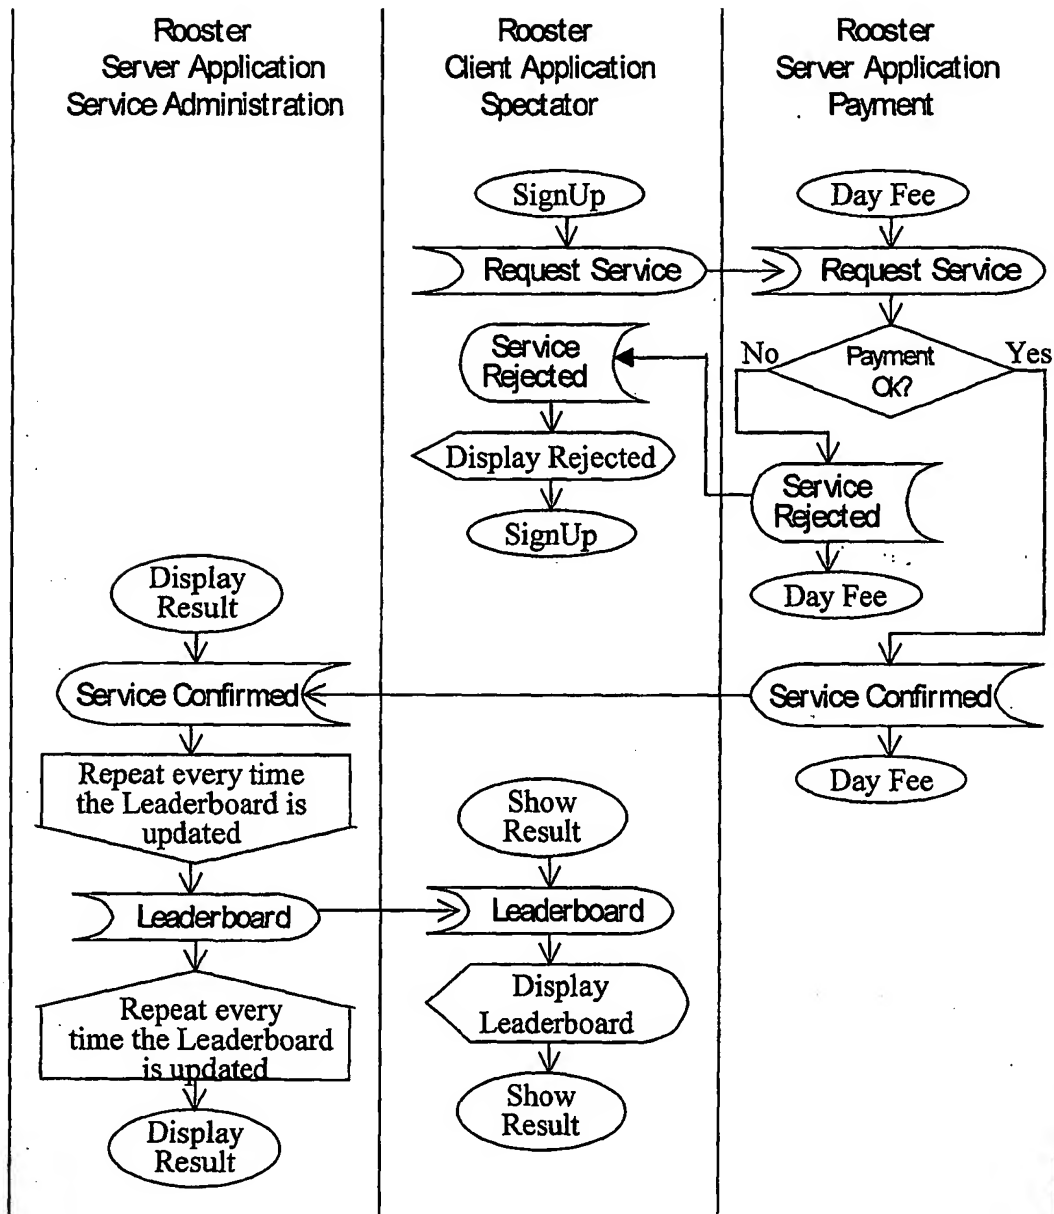 Rooster
Server Application
Service Administration
Rooster
Client Application
Spectator
Rooster
Server Application
Payment
SignUp
Day Fee
Request Service
Request Service
Service
Rejected
No
Payment
Ok?
Yes
Display Rejected
Service
Rejected
SignUp
Display
Result
Day Fee
Service Confirmed
Service Confirmed
Repeat every time
the Leaderboard is
updated
Day Fee
Show
Result
Leaderboard
Leaderboard
Display
Leaderboard
Repeat every
time the Leaderboard
is updated
Show
Result
Display
Result